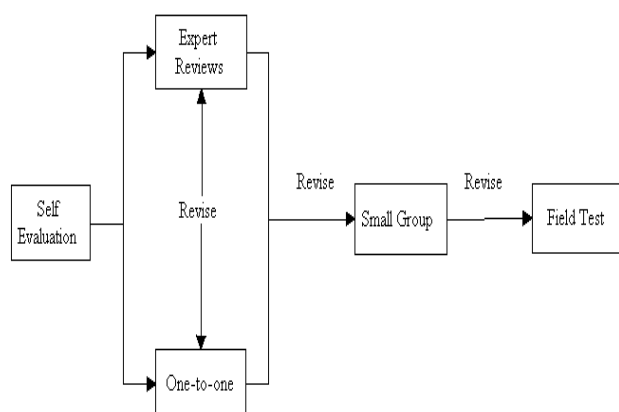 Expert
Reviews
Self
Evaluation
Revise
One-to-one
Revise
Small Group
Revise
Field Test